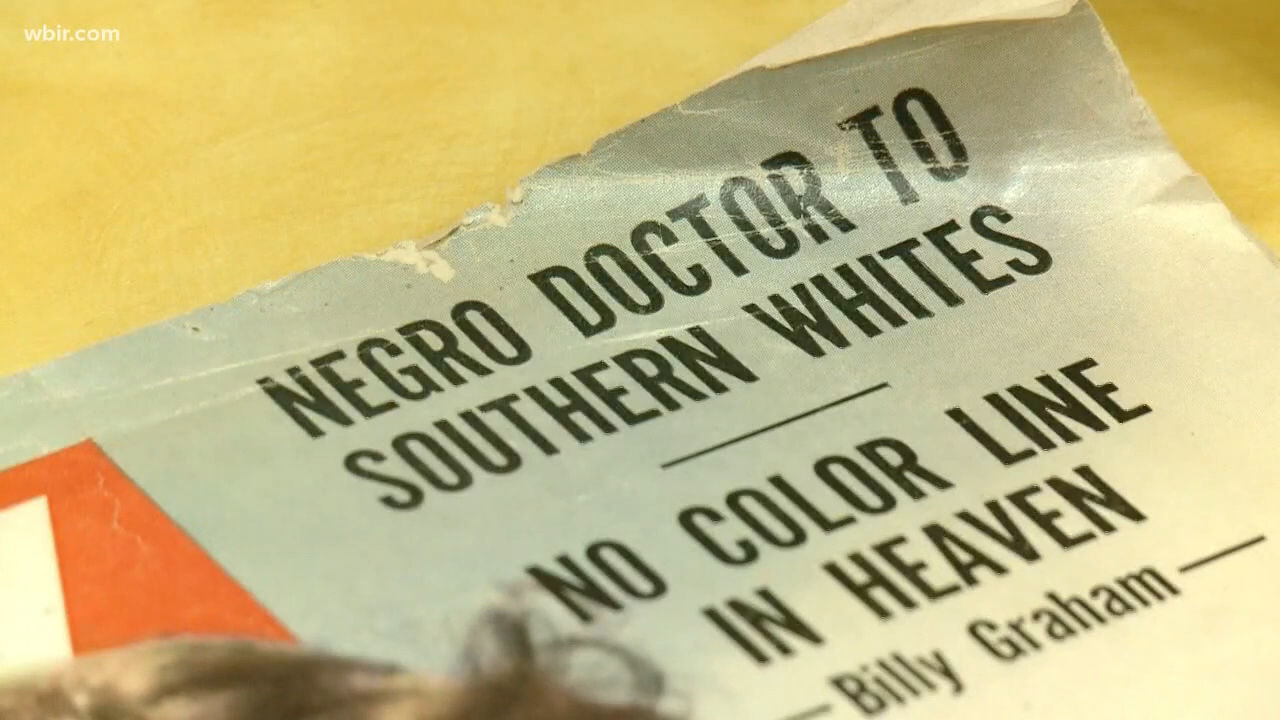 wbir.com
NEGRO DOCTOR TO
SOUTHERN WHITES
NO COLOR LINE
IN HEAVEN
—Billy Graham—